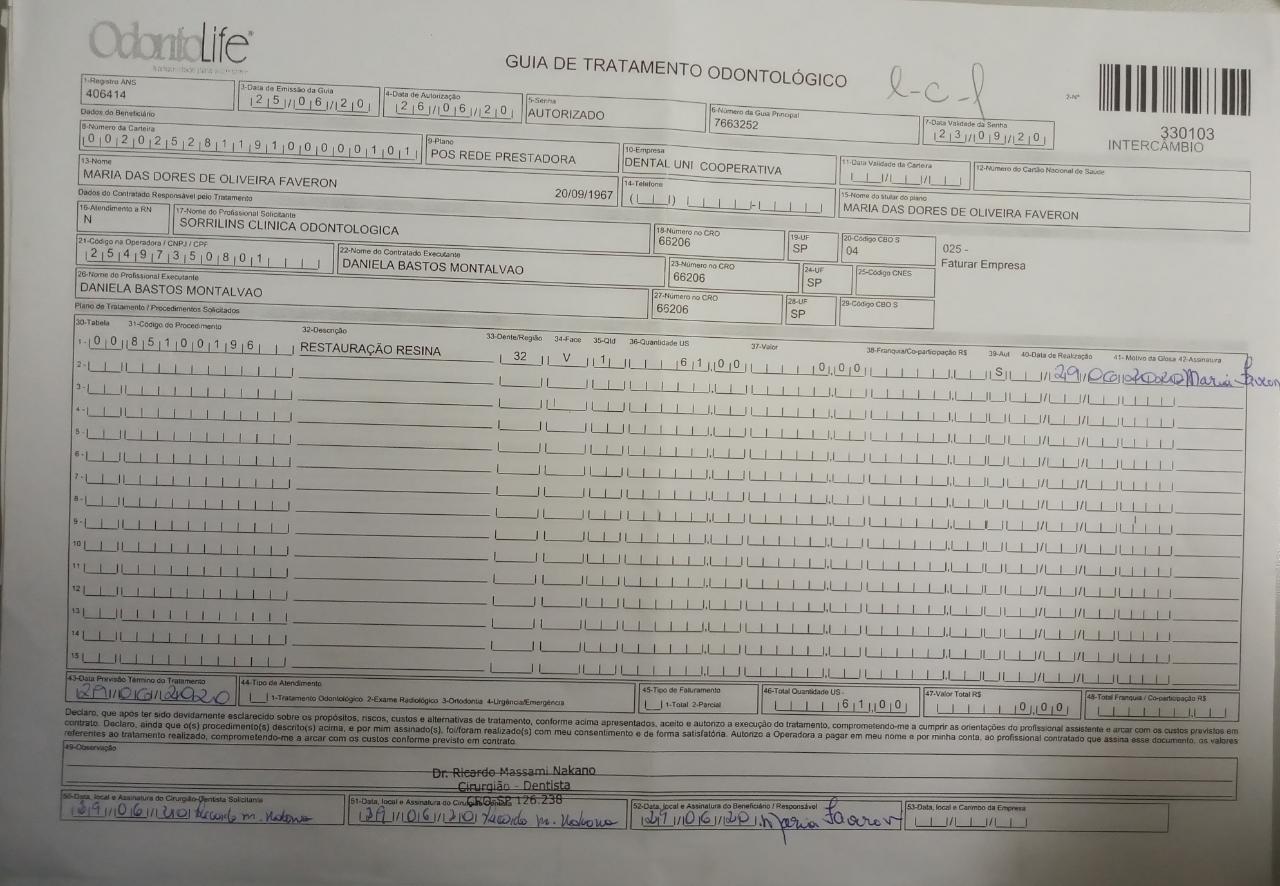 OdontoLife
GUIA DE TRATAMENTO ODONTOLÓGICO
l-c-l
2-Nº
330103
INTERCÂMBIO
1-Registro ANS
406414
3-Data de Emissão da Guia
25/06/20
4-Data de Autorização
26/06/20
5-Senha
AUTORIZADO
6-Número da Guia Principal
7663252
7-Data Validade da Senha
23/09/20
Dados do Beneficiário
8-Número da Carteira
00202528119100000101
9-Plano
POS REDE PRESTADORA
10-Empresa
DENTAL UNI COOPERATIVA
11-Data Validade da Carteira
12-Número do Cartão Nacional de Saúde
13-Nome
MARIA DAS DORES DE OLIVEIRA FAVERON
20/09/1967
14-Telefone
15-Nome do titular do plano
MARIA DAS DORES DE OLIVEIRA FAVERON
Dados do Contratado Responsável pelo Tratamento
16-Atendimento a RN
N
17-Nome do Profissional Solicitante
SORRILINS CLINICA ODONTOLOGICA
18-Número no CRO
66206
19-UF
SP
20-Código CBO S
04
025 -
Faturar Empresa
21-Código na Operadora / CNPJ / CPF
25497350801
22-Nome do Contratado Executante
DANIELA BASTOS MONTALVAO
23-Número no CRO
66206
24-UF
SP
25-Código CNES
26-Nome do Profissional Executante
DANIELA BASTOS MONTALVAO
27-Número no CRO
66206
28-UF
SP
29-Código CBO S
Plano de Tratamento / Procedimentos Solicitados
30-Tabela 31-Código do Procedimento 32-Descrição 33-Dente/Região 34-Face 35-Qtd 36-Quantidade US 37-Valor 38-Franquia/Co-participação R$ 39-Aut 40-Data de Realização 41- Motivo da Glosa 42-Assinatura
1- 00 85100196 RESTAURAÇÃO RESINA 32 V 1 61,00 0,00 S 29/06/2020 Maria Faveron
2-
3-
4-
5-
6-
7-
8-
9-
10
11
12
13
14
15
43-Data Previsão Término do Tratamento
29/06/2020
44-Tipo de Atendimento
1-Tratamento Odontológico 2-Exame Radiológico 3-Ortodontia 4-Urgência/Emergência
45-Tipo de Faturamento
1-Total 2-Parcial
46-Total Quantidade US -
61,00
47-Valor Total R$
0,00
48-Total Franquia / Co-participação R$
Declaro, que após ter sido devidamente esclarecido sobre os propósitos, riscos, custos e alternativas de tratamento, conforme acima apresentados, aceito e autorizo a execução do tratamento, comprometendo-me a cumprir as orientações do profissional assistente e arcar com os custos previstos em
contrato. Declaro, ainda que o(s) procedimento(s) descrito(s) acima, e por mim assinado(s), foi/foram realizado(s) com meu consentimento e de forma satisfatória. Autorizo a Operadora a pagar em meu nome e por minha conta, ao profissional contratado que assina esse documento, os valores
referentes ao tratamento realizado, comprometendo-me a arcar com os custos conforme previsto em contrato.
49-Observação
Dr. Ricardo Massami Nakano
Cirurgião - Dentista
CRO-SP 126.238
50-Data, local e Assinatura do Cirurgião-Dentista Solicitante
29/06/20 Ricardo m. Nakano
51-Data, local e Assinatura do Cirurgião-Dentista
29/06/20 Ricardo m. Nakano
52-Data, local e Assinatura do Beneficiário / Responsável
29/06/20 Maria Faveron
53-Data, local e Carimbo da Empresa